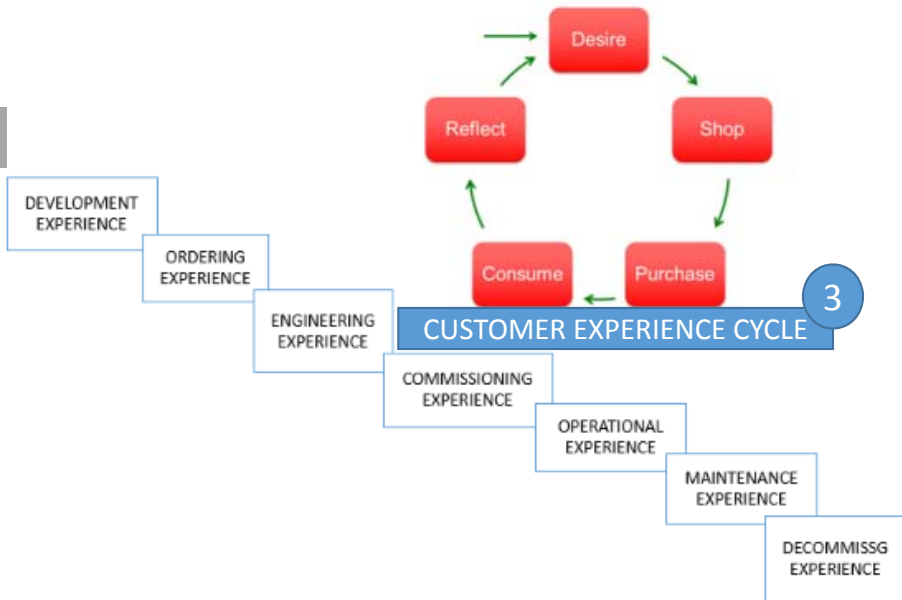 Desire
Reflect
Shop
Consume
Purchase
3
CUSTOMER EXPERIENCE CYCLE
DEVELOPMENT
EXPERIENCE
ORDERING
EXPERIENCE
ENGINEERING
EXPERIENCE
COMMISSIONING
EXPERIENCE
OPERATIONAL
EXPERIENCE
MAINTENANCE
EXPERIENCE
DECOMMISSG
EXPERIENCE